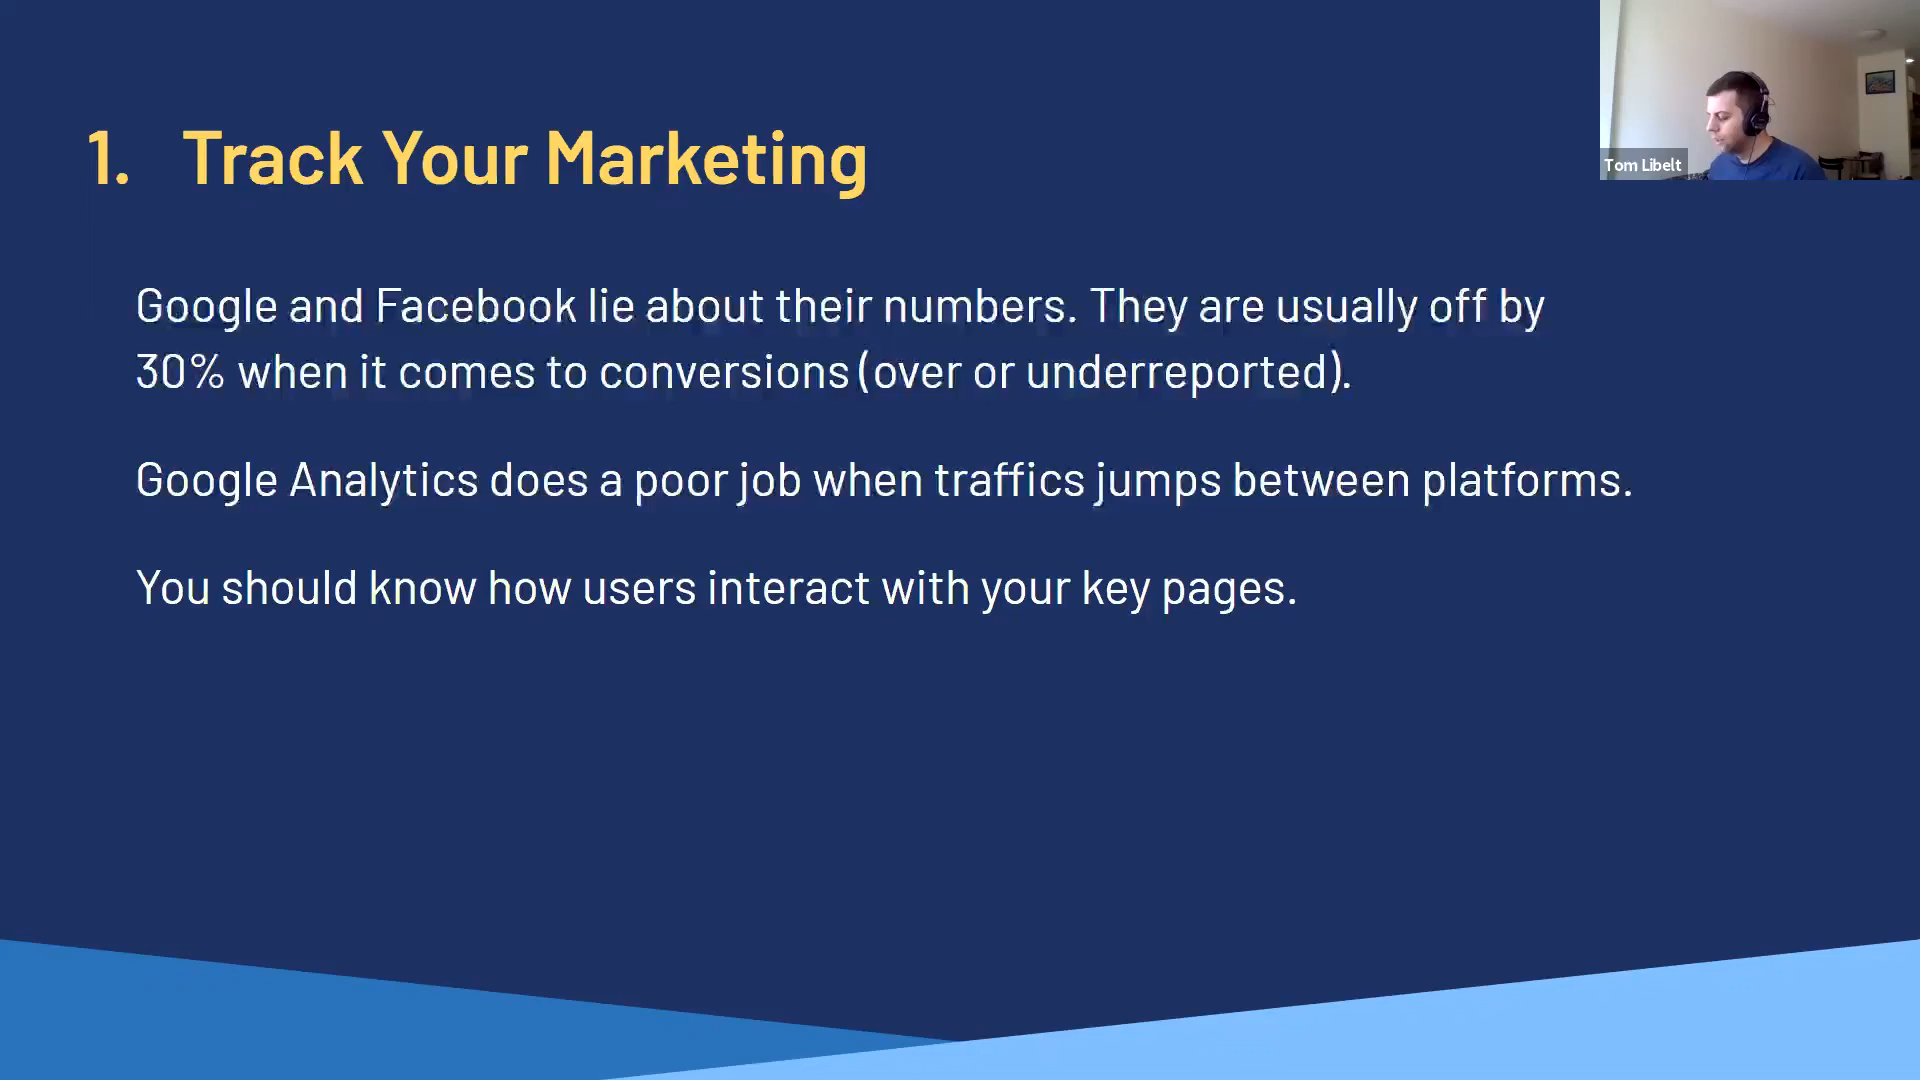 1. Track Your Marketing
Tom Libelt
Google and Facebook lie about their numbers. They are usually off by
30% when it comes to conversions (over or underreported).
Google Analytics does a poor job when traffics jumps between platforms.
You should know how users interact with your key pages.